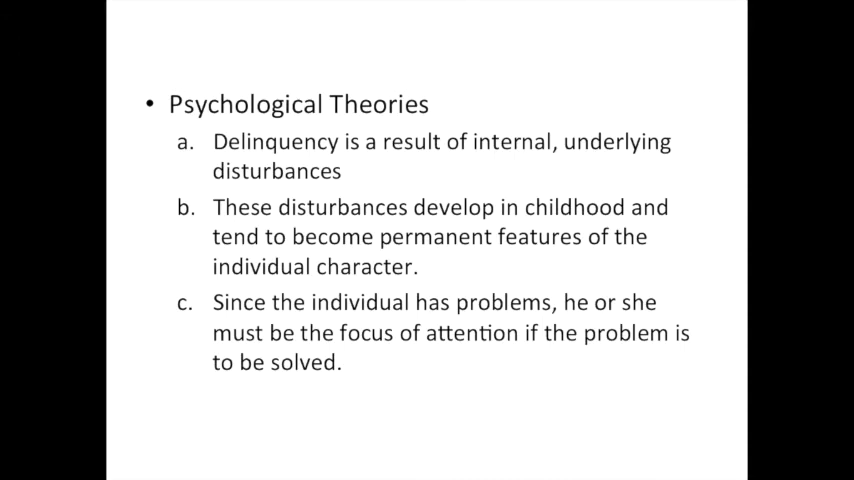 • Psychological Theories
a. Delinquency is a result of internal, underlying
disturbances
b. These disturbances develop in childhood and
tend to become permanent features of the
individual character.
c. Since the individual has problems, he or she
must be the focus of attention if the problem is
to be solved.